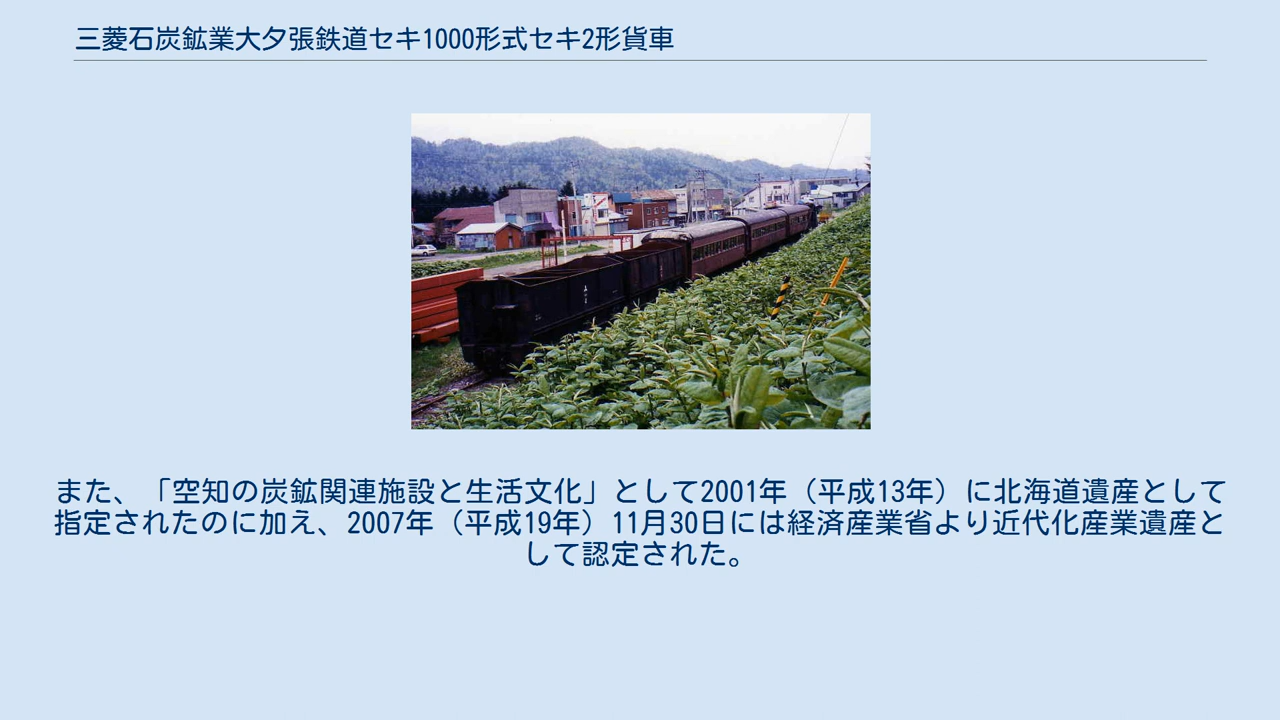 三菱石炭鉱業大夕張鉄道セキ1000形式セキ2形貨車
また、「空知の炭鉱関連施設と生活文化」として2001年（平成13年）に北海道遺産として
指定されたのに加え、2007年（平成19年）11月30日には経済産業省より近代化産業遺産と
して認定された。